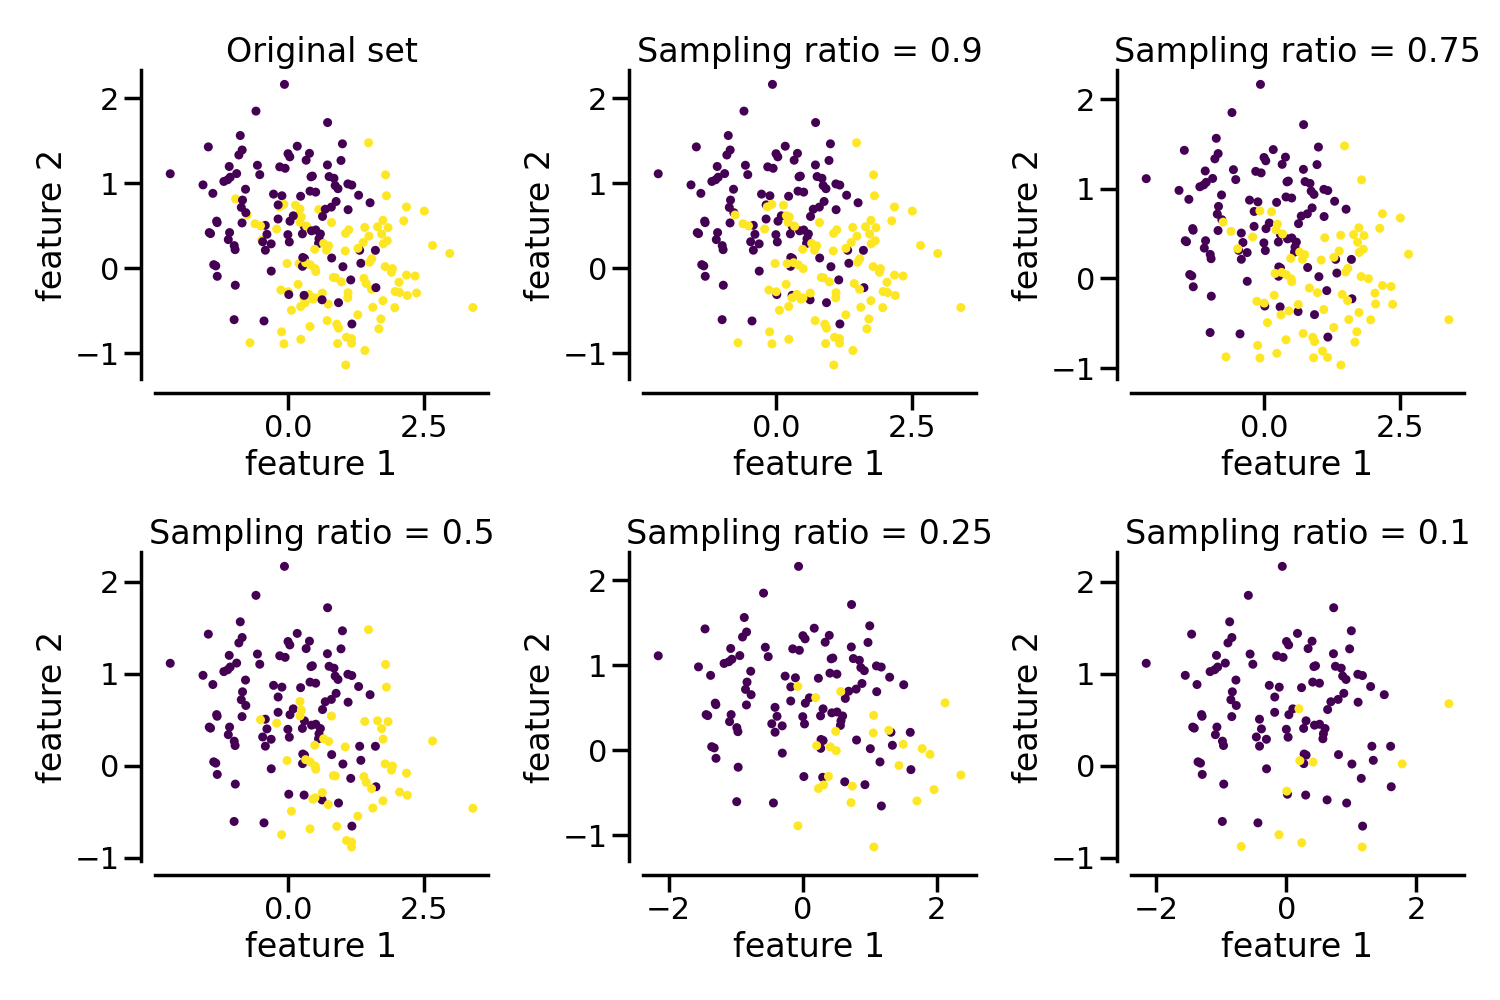 Original set
Sampling ratio = 0.9
Sampling ratio = 0.75
feature 2
2
1
0
−1
0.0
2.5
feature 1
feature 2
2
1
0
−1
0.0
2.5
feature 1
feature 2
2
1
0
−1
0.0
2.5
feature 1
Sampling ratio = 0.5
Sampling ratio = 0.25
Sampling ratio = 0.1
feature 2
2
1
0
−1
0.0
2.5
feature 1
feature 2
2
1
0
−1
−2
0
2
feature 1
feature 2
2
1
0
−1
−2
0
2
feature 1